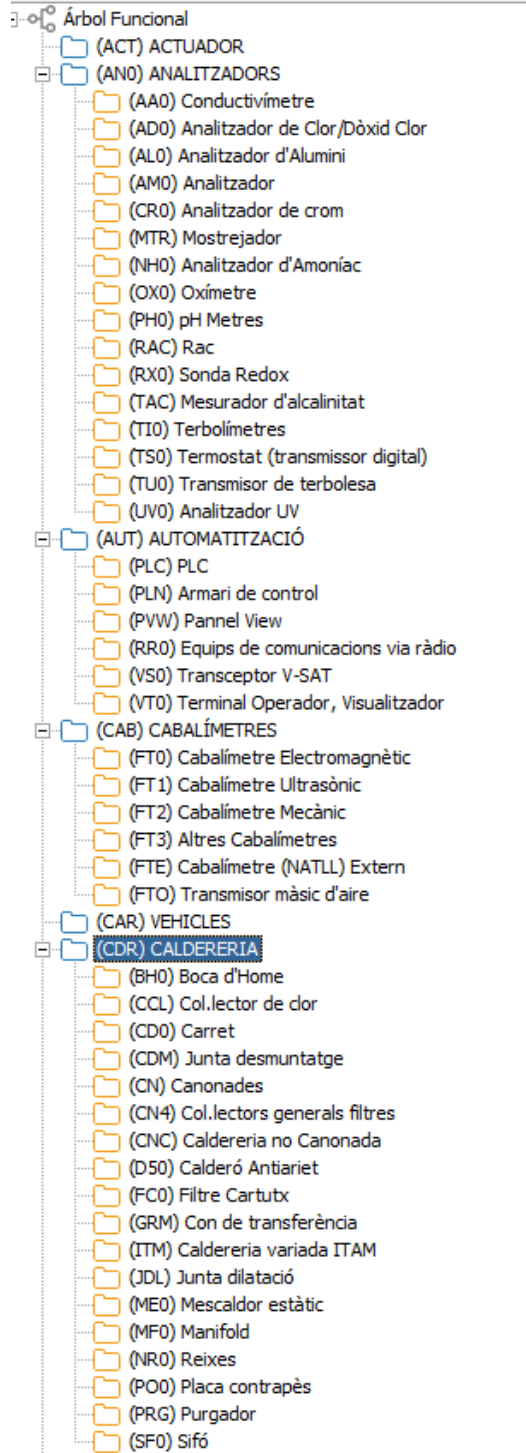 Árbol Funcional
(ACT) ACTUADOR
(AN0) ANALITZADORS
(AA0) Conductivímetre
(AD0) Analitzador de Clor/Dòxid Clor
(AL0) Analitzador d'Alumini
(AM0) Analitzador
(CR0) Analitzador de crom
(MTR) Mostrejador
(NH0) Analitzador d'Amoníac
(OX0) Oxímetre
(PH0) pH Metres
(RAC) Rac
(RX0) Sonda Redox
(TAC) Mesurador d'alcalinitat
(TI0) Terbolímetres
(TS0) Termostat (transmissor digital)
(TU0) Transmisor de terbolesa
(UV0) Analitzador UV
(AUT) AUTOMATITZACIÓ
(PLC) PLC
(PLN) Armari de control
(PVW) Pannel View
(RR0) Equips de comunicacions via ràdio
(VS0) Transceptor V-SAT
(VT0) Terminal Operador, Visualitzador
(CAB) CABALÍMETRES
(FT0) Cabalímetre Electromagnètic
(FT1) Cabalímetre Ultrasònic
(FT2) Cabalímetre Mecànic
(FT3) Altres Cabalímetres
(FTE) Cabalímetre (NATLL) Extern
(FTO) Transmisor màsic d'aire
(CAR) VEHICLES
(CDR) CALDERERIA
(BH0) Boca d'Home
(CCL) Col.lector de clor
(CD0) Carret
(CDM) Junta desmuntatge
(CN) Canonades
(CN4) Col.lectors generals filtres
(CNC) Caldereria no Canonada
(D50) Calderó Antiariet
(FC0) Filtre Cartutx
(GRM) Con de transferència
(ITM) Caldereria variada ITAM
(JDL) Junta dilatació
(ME0) Mescaldor estàtic
(MF0) Manifold
(NR0) Reixes
(PO0) Placa contrapès
(PRG) Purgador
(SF0) Sifó